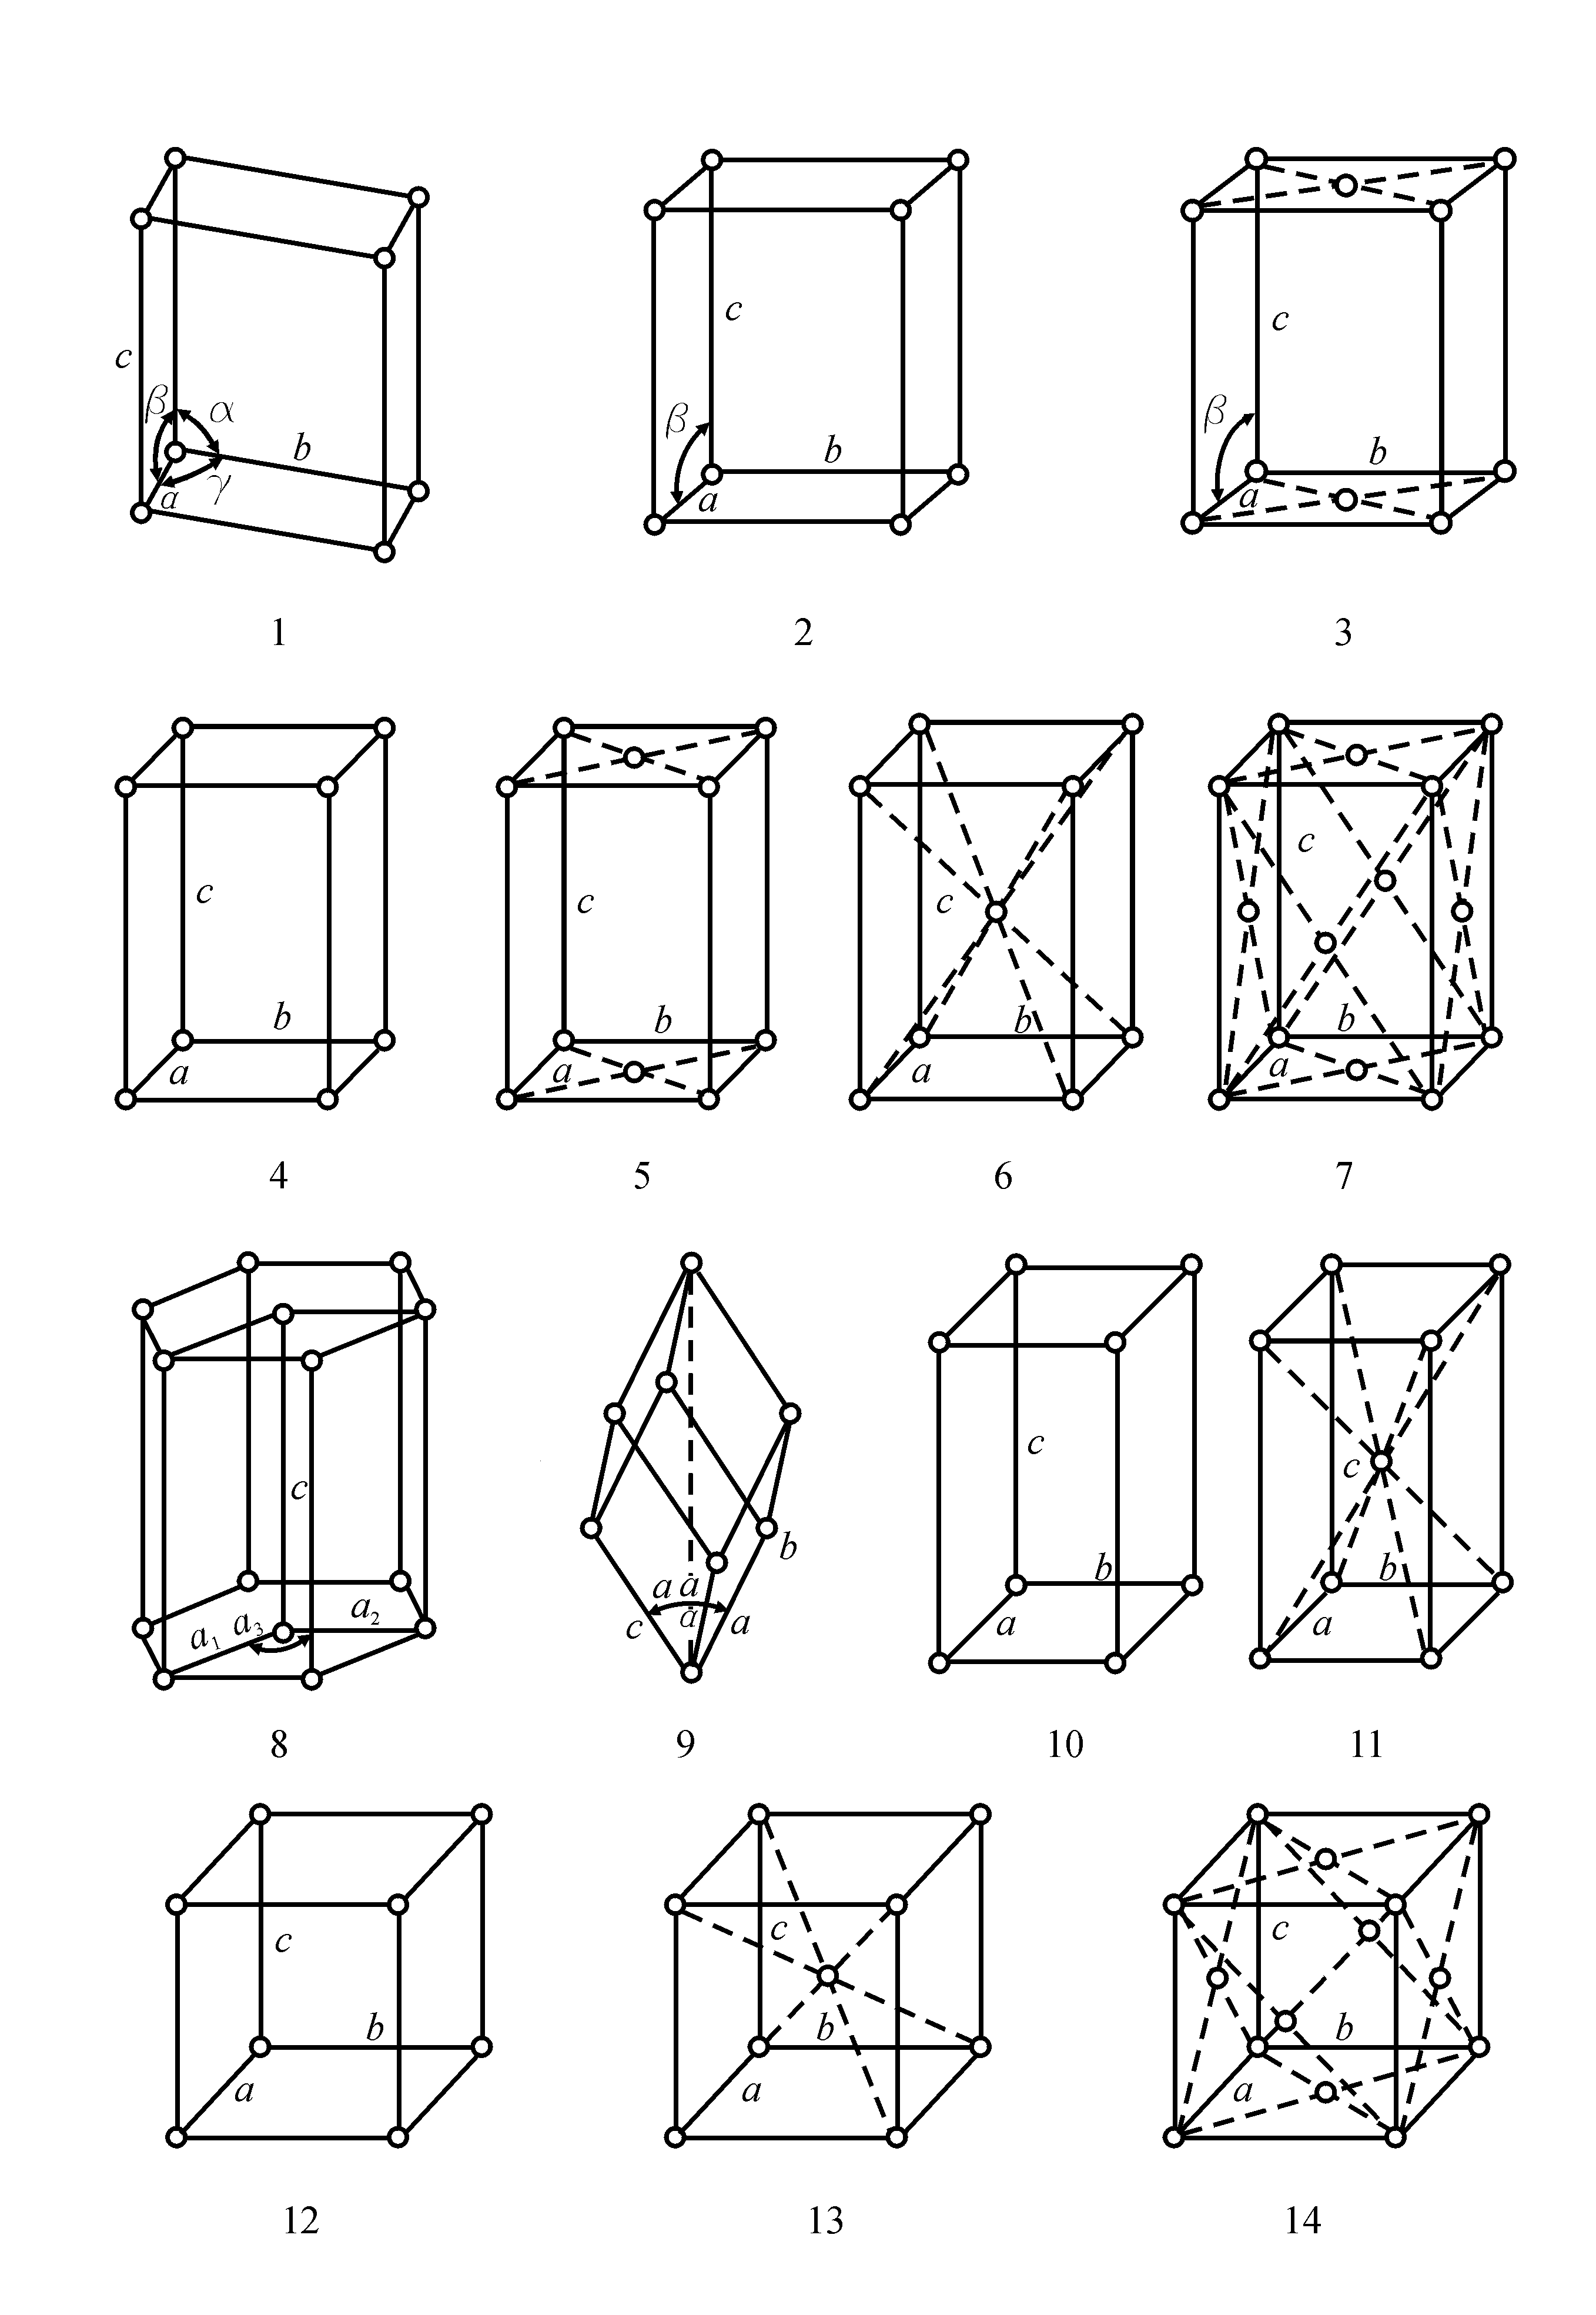 c β α b γ a
1
c β b a
2
c β b a
3
c b a
4
c b a
5
c b a
6
c b a
7
c a₁ a₃ a₂
8
b a a a c a
9
c b a
10
c b a
11
c b a
12
c b a
13
c b a
14